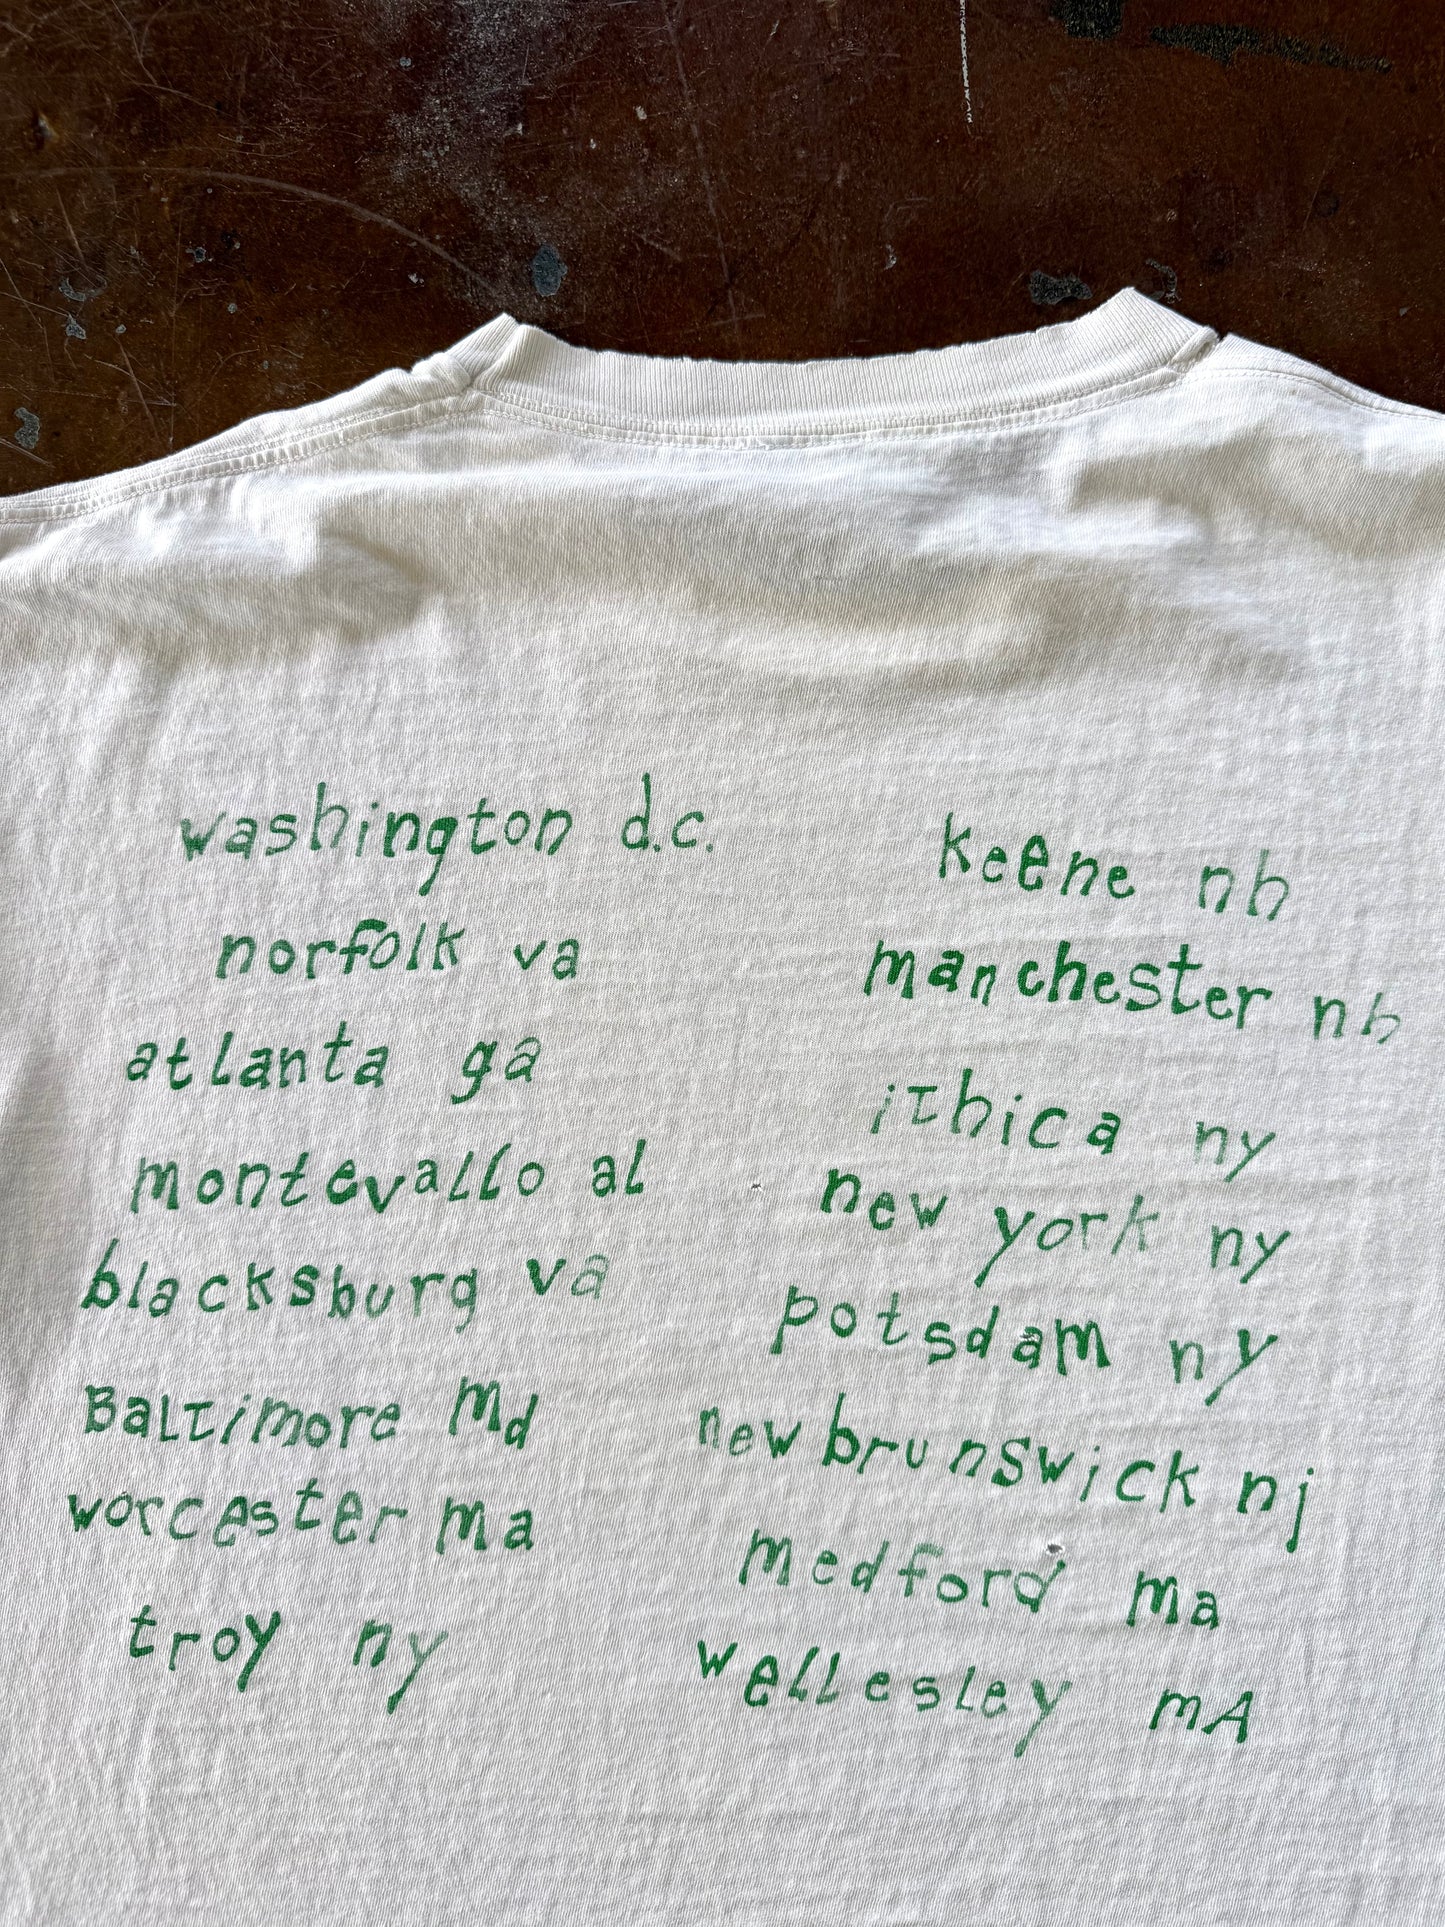 washington d.c.
norfolk va
atlanta ga
montevallo al
blacksburg va
Baltimore Md
worcester ma
troy ny
keene nh
manchester nh
ithica ny
new york ny
potsdam ny
new brunswick nj
medford ma
wellesley mA